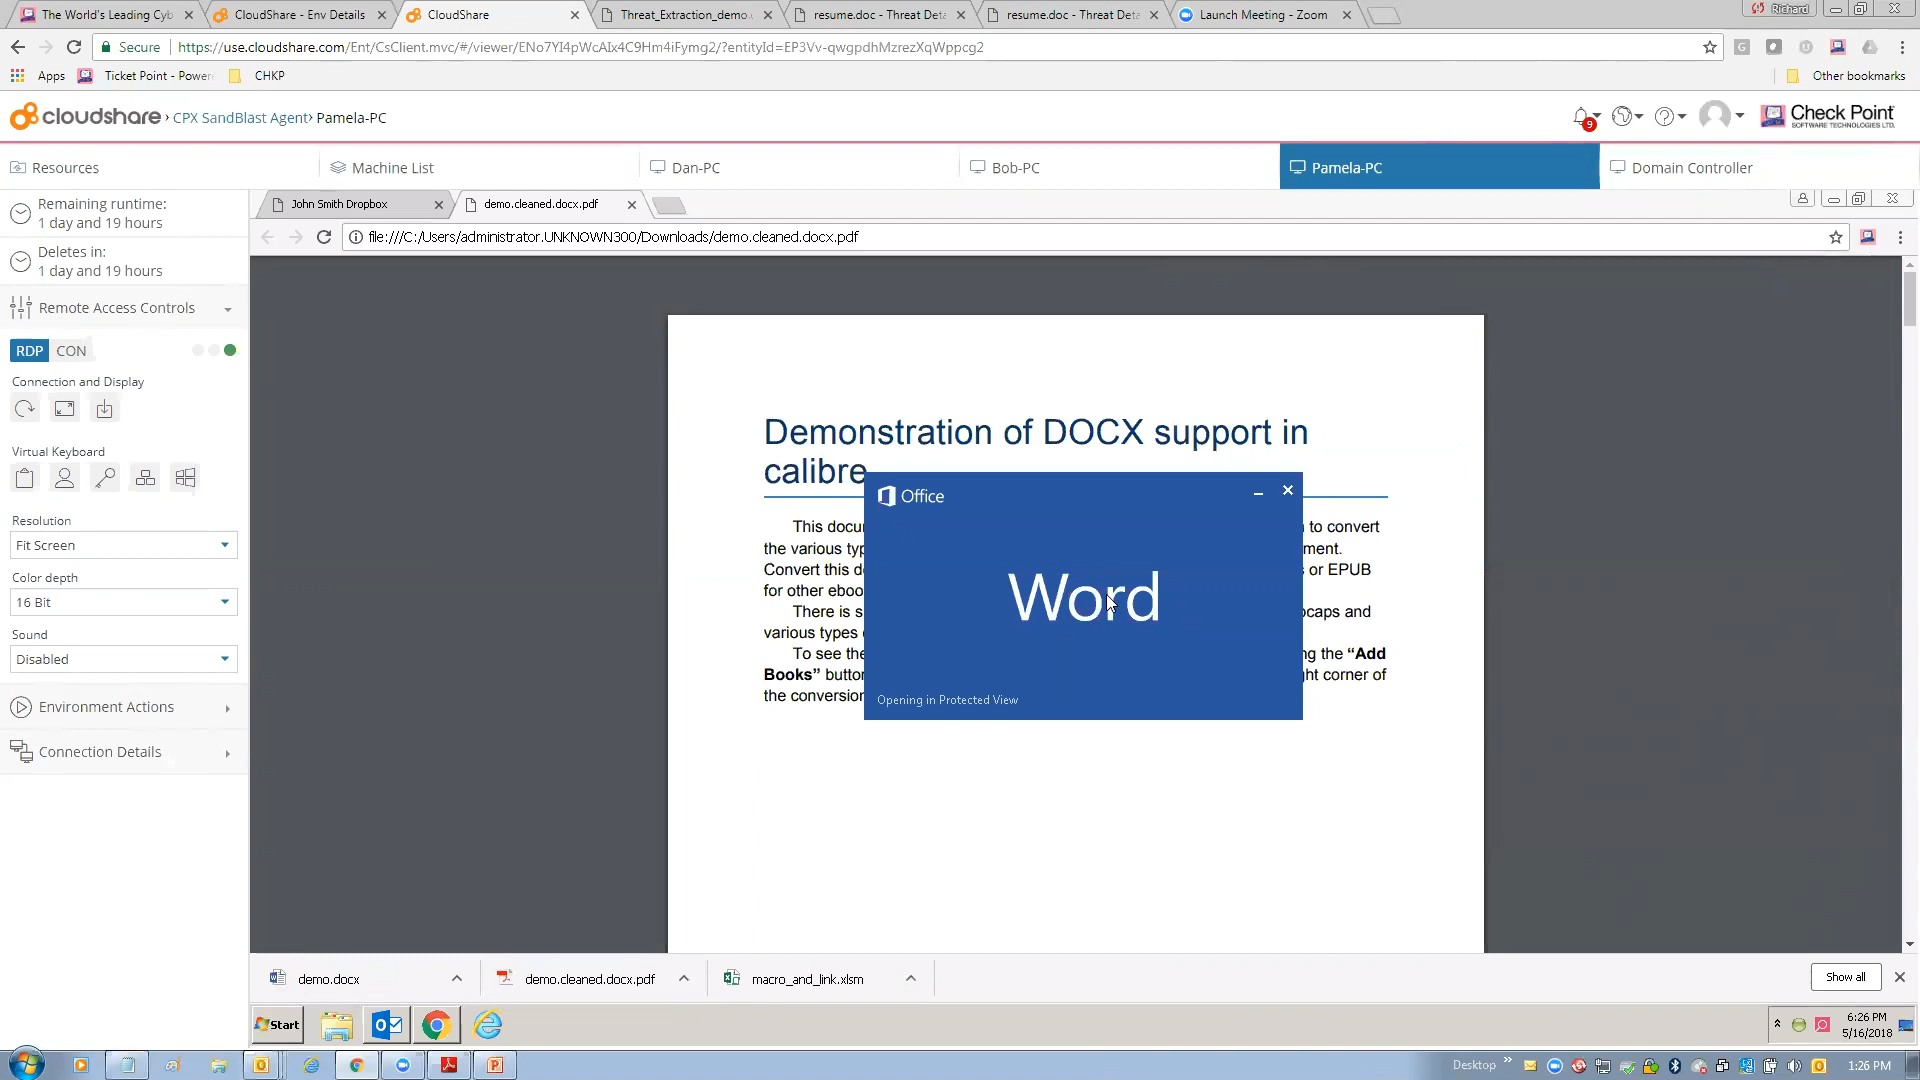 The World's Leading Cyb
CloudShare - Env Details
CloudShare
Threat_Extraction_demo.
resume.doc - Threat Deta
resume.doc - Threat Deta
Launch Meeting - Zoom
Richard
Secure
https://use.cloudshare.com/Ent/CsClient.mvc/#/viewer/ENo7YI4pWcAIx4C9Hm4iFymg2/?entityId=EP3Vv-qwgpdhMzrezXqWppcg2
Apps
Ticket Point - Power
CHKP
Other bookmarks
cloudshare › CPX SandBlast Agent › Pamela-PC
9
Check Point
SOFTWARE TECHNOLOGIES LTD.
Resources
Machine List
Dan-PC
Bob-PC
Pamela-PC
Domain Controller
Remaining runtime:
1 day and 19 hours
Deletes in:
1 day and 19 hours
Remote Access Controls
RDP CON
Connection and Display
Virtual Keyboard
Resolution
Fit Screen
Color depth
16 Bit
Sound
Disabled
Environment Actions
Connection Details
John Smith Dropbox
demo.cleaned.docx.pdf
file:///C:/Users/administrator.UNKNOWN300/Downloads/demo.cleaned.docx.pdf
Demonstration of DOCX support in
calibre
This docu
to convert
the various typ
ment.
Convert this d
s or EPUB
for other eboo
There is s
ocaps and
various types
To see the
ng the “Add
Books” button
ght corner of
the conversion
Office
Word
Opening in Protected View
demo.docx
demo.cleaned.docx.pdf
macro_and_link.xlsm
Show all
Start
6:26 PM
5/16/2018
Desktop
1:26 PM